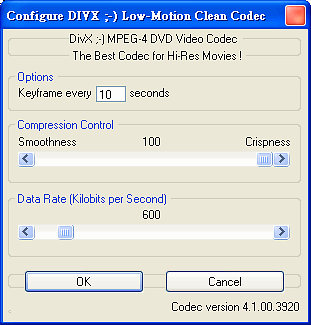 Configure DIVX ;-) Low-Motion Clean Codec
DivX ;-) MPEG-4 DVD Video Codec
The Best Codec for Hi-Res Movies !
Options
Keyframe every 10 seconds
Compression Control
Smoothness 100 Crispness
Data Rate (Kilobits per Second)
600
OK Cancel
Codec version 4.1.00.3920